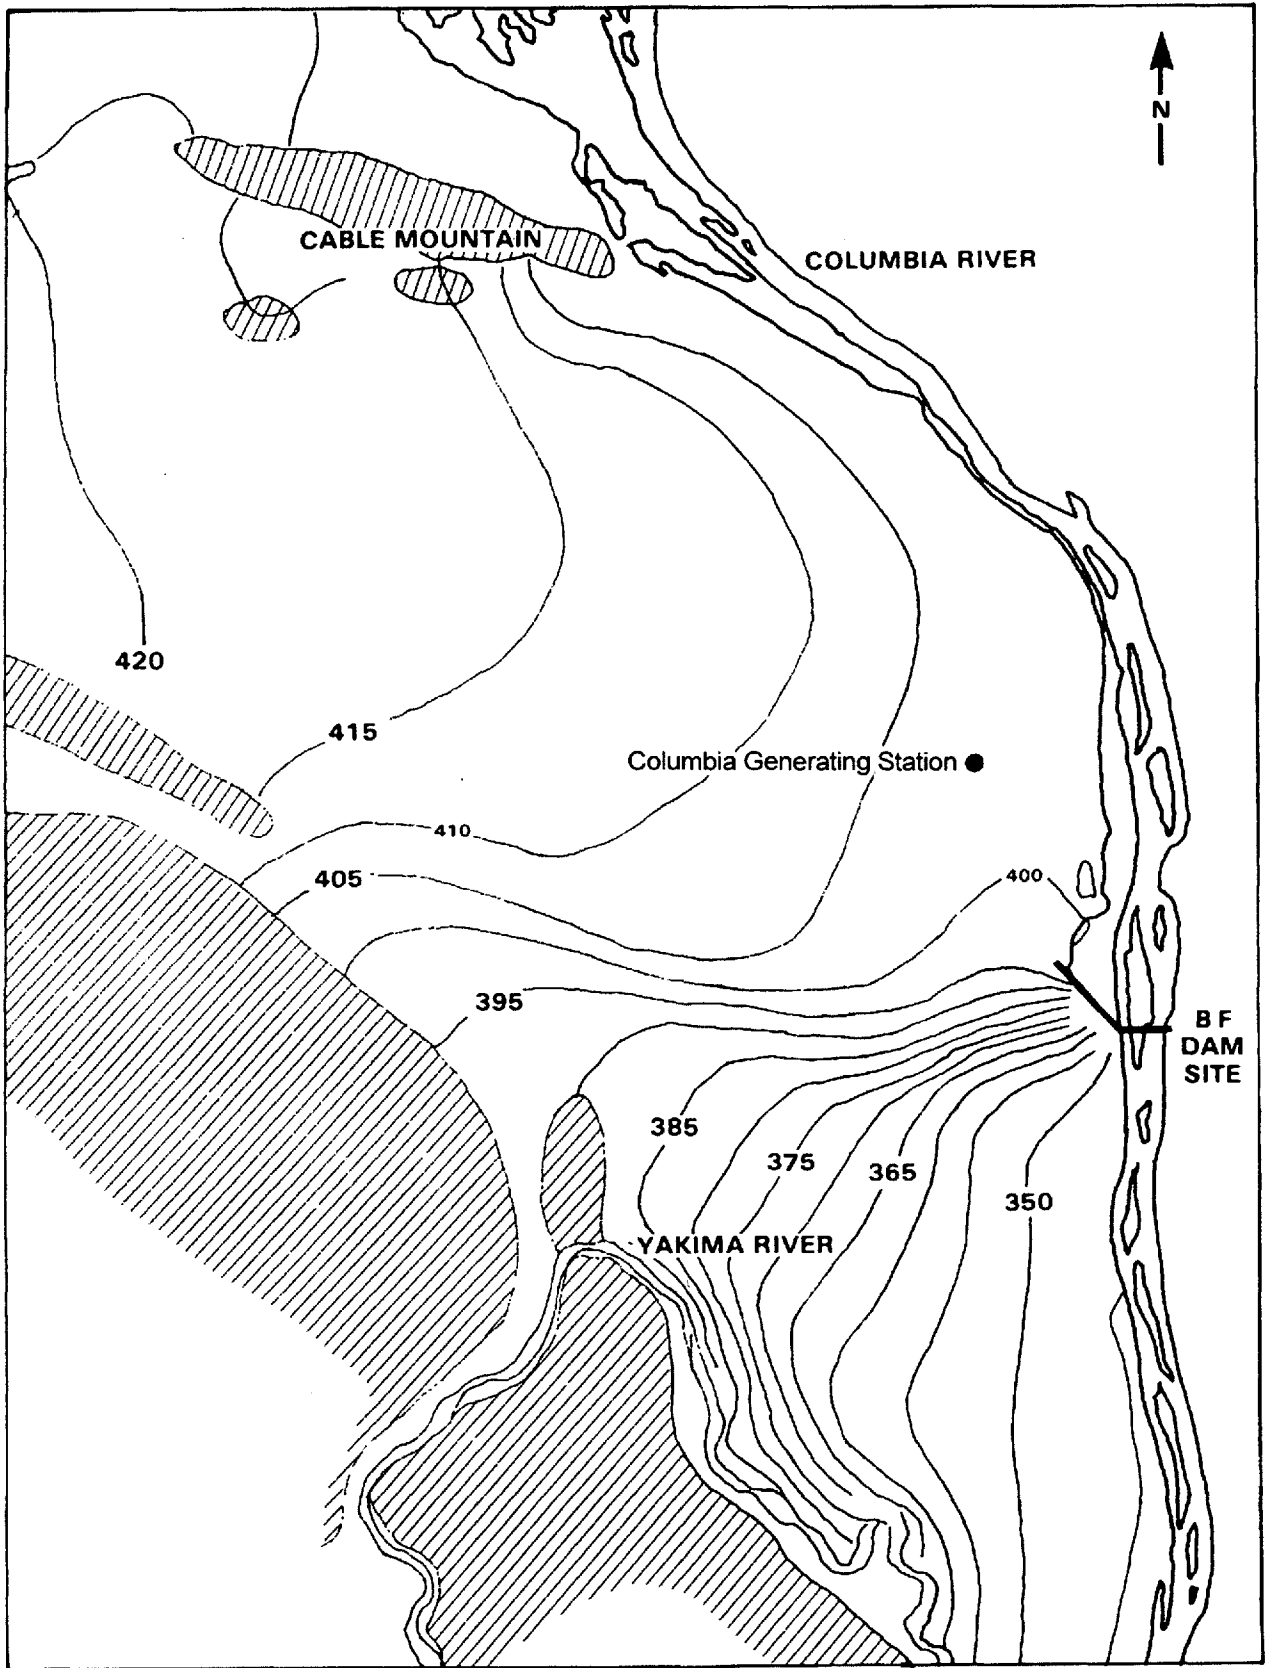 N
CABLE MOUNTAIN
COLUMBIA RIVER
420
415
Columbia Generating Station
410
405
400
395
B F
DAM
SITE
385
375
365
350
YAKIMA RIVER